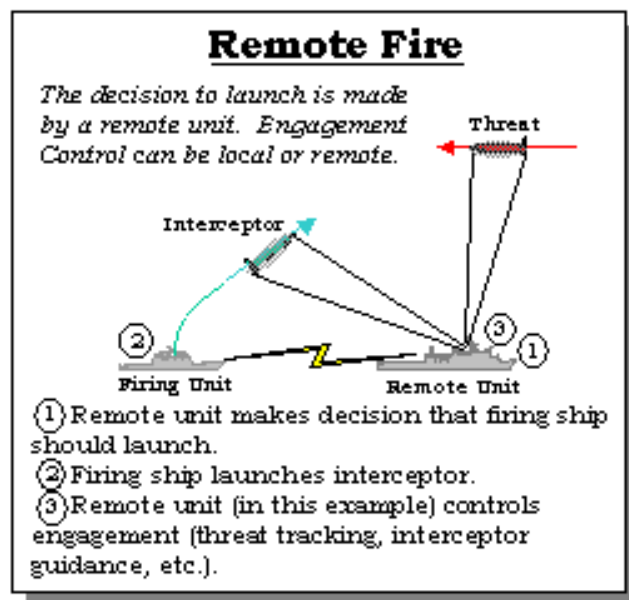 Remote Fire
The decision to launch is made
by a remote unit. Engagement
Control can be local or remote.
Threat
Interceptor
2
3
1
Firing Unit
Remote Unit
1 Remote unit makes decision that firing ship
should launch.
2 Firing ship launches interceptor.
3 Remote unit (in this example) controls
engagement (threat tracking, interceptor
guidance, etc.).